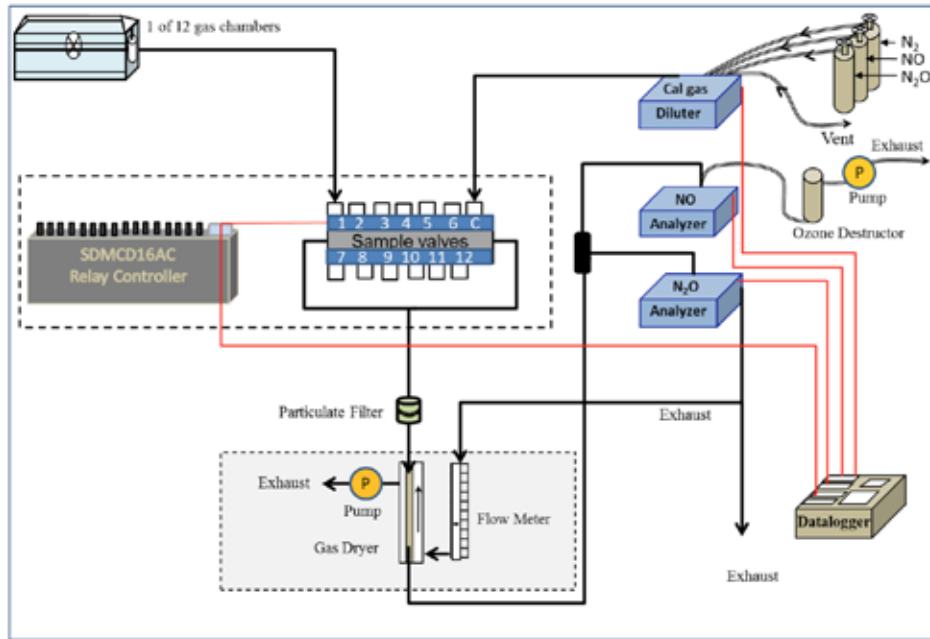 1 of 12 gas chambers
N₂
NO
N₂O
Cal gas
Diluter
Vent
Exhaust
P
Pump
NO
Analyzer
Ozone Destructor
1 2 3 4 5 6 C
Sample valves
7 8 9 10 11 12
SDMCD16AC
Relay Controller
N₂O
Analyzer
Particulate Filter
Exhaust
Exhaust
P
Pump
Flow Meter
Gas Dryer
Datalogger
Exhaust